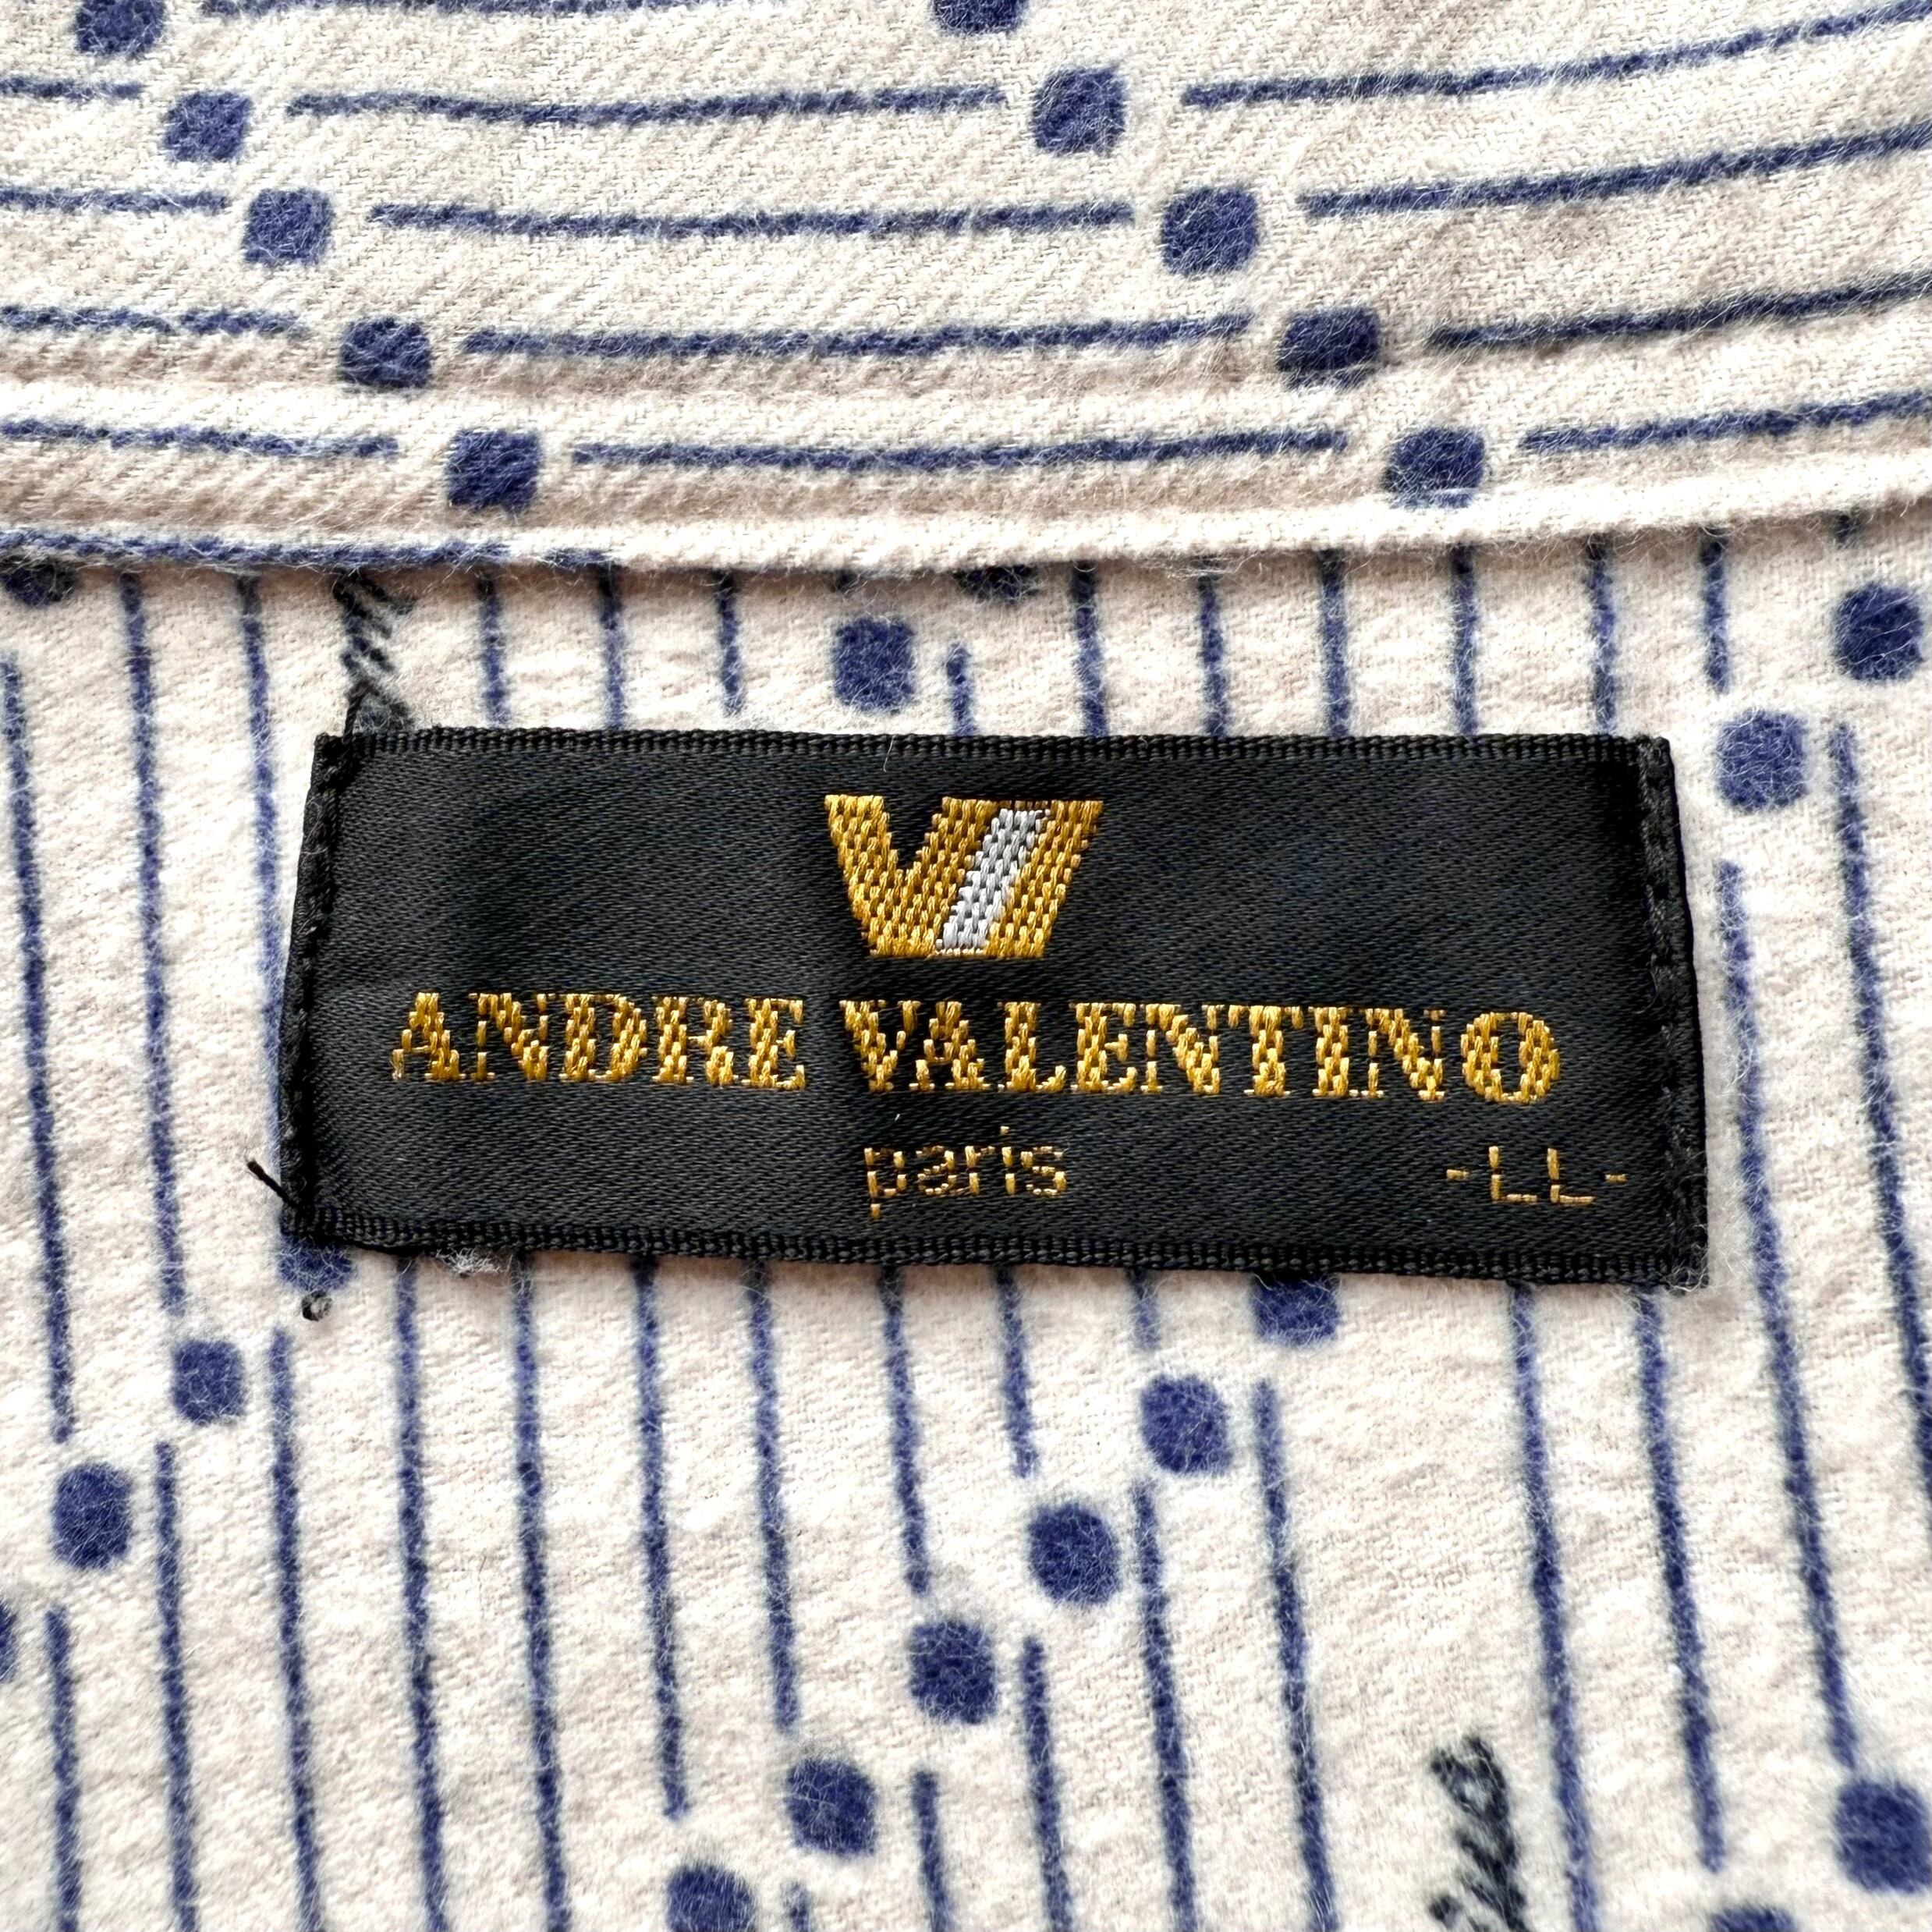 ANDRE VALENTINO
paris -LL-